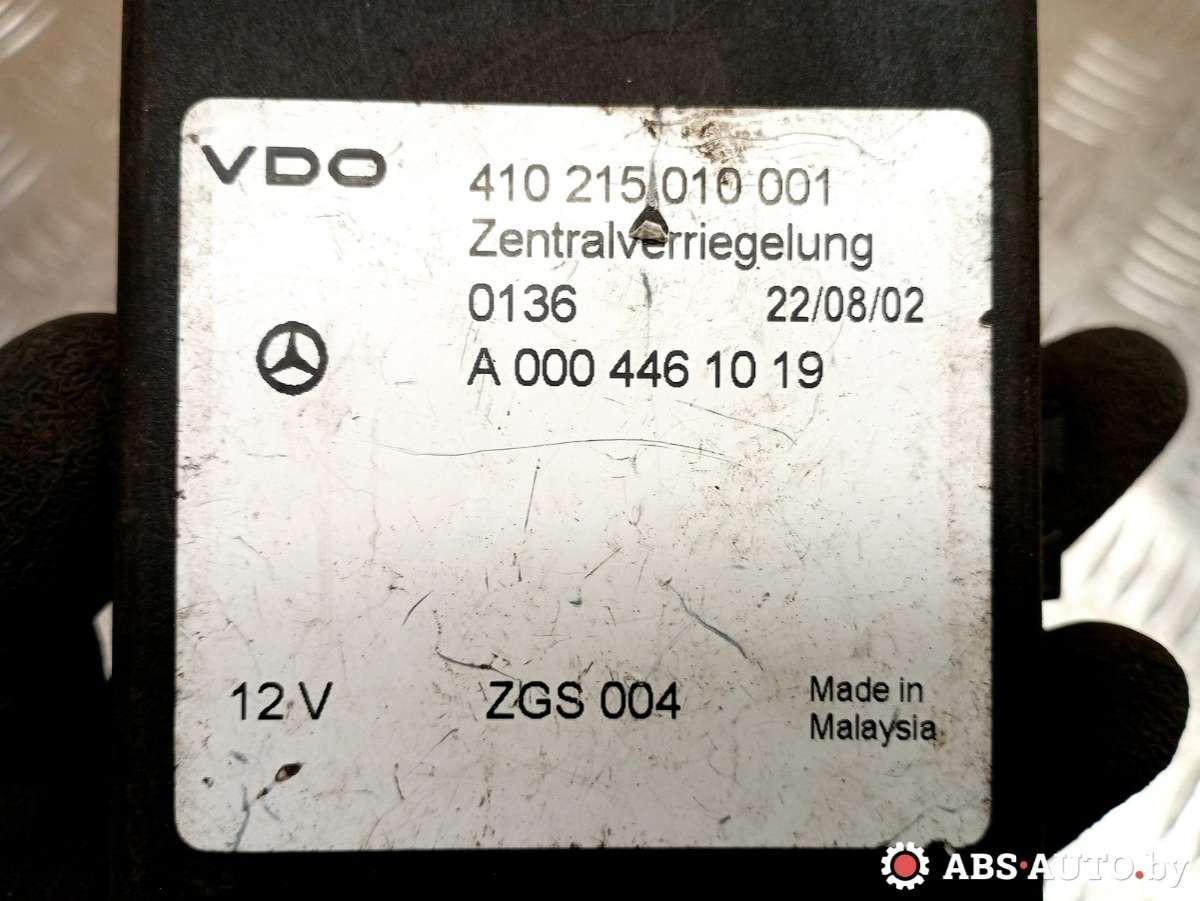 VDO
410 215 010 001
Zentralverriegelung
0136 22/08/02
A 000 446 10 19
12 V ZGS 004 Made in
Malaysia
ABS·AUTO.by